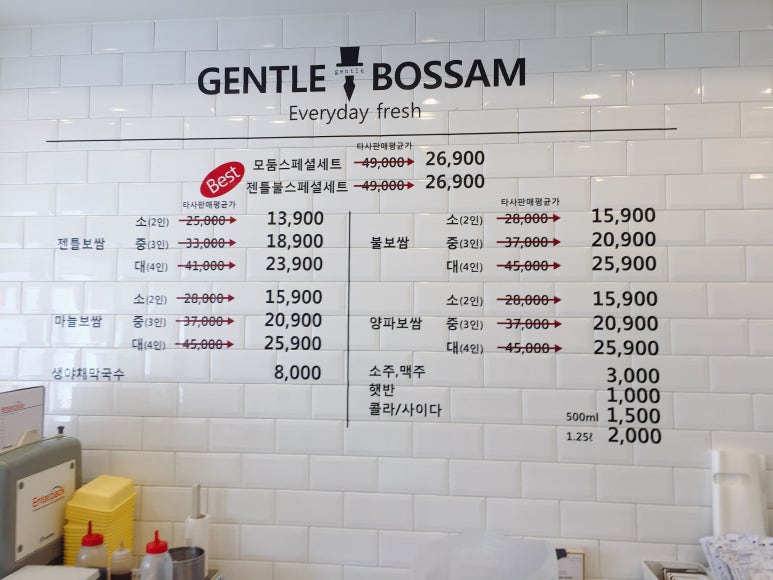 GENTLE gentle BOSSAM
Everyday fresh
타사판매평균가
Best 모둠스페셜세트 49,000 26,900
젠틀불스페셜세트 49,000 26,900
타사판매평균가
젠틀보쌈
소(2인) 25,000 13,900
중(3인) 33,000 18,900
대(4인) 41,000 23,900
마늘보쌈
소(2인) 28,000 15,900
중(3인) 37,000 20,900
대(4인) 45,000 25,900
생야채막국수 8,000
타사판매평균가
불보쌈
소(2인) 28,000 15,900
중(3인) 37,000 20,900
대(4인) 45,000 25,900
양파보쌈
소(2인) 28,000 15,900
중(3인) 37,000 20,900
대(4인) 45,000 25,900
소주,맥주 3,000
햇반 1,000
콜라/사이다 500ml 1,500
1.25ℓ 2,000
Enterpack